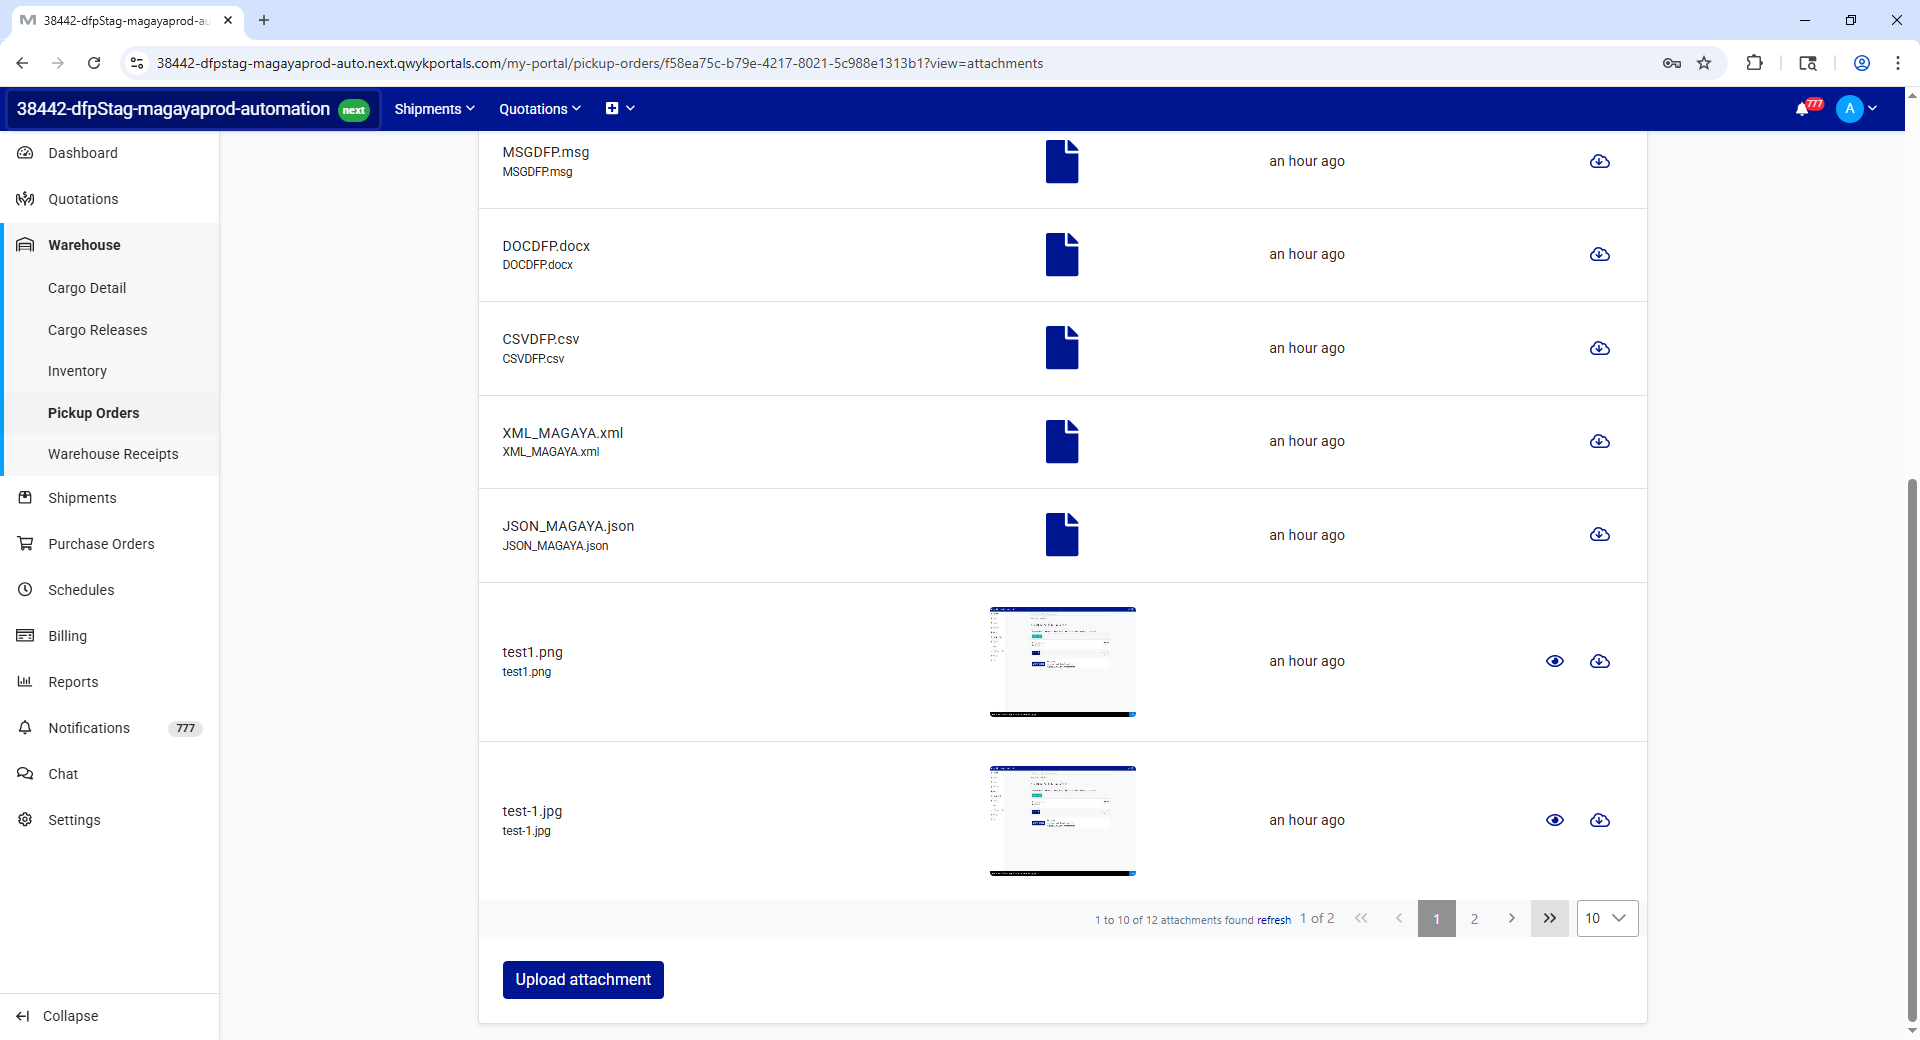 38442-dfpStag-magayaprod-au
38442-dfpstag-magayaprod-auto.next.qwykportals.com/my-portal/pickup-orders/f58ea75c-b79e-4217-8021-5c988e1313b1?view=attachments
38442-dfpStag-magayaprod-automation next Shipments Quotations 777 A
Dashboard
Quotations
Warehouse
Cargo Detail
Cargo Releases
Inventory
Pickup Orders
Warehouse Receipts
Shipments
Purchase Orders
Schedules
Billing
Reports
Notifications 777
Chat
Settings
Collapse
MSGDFP.msg
MSGDFP.msg
an hour ago
DOCDFP.docx
DOCDFP.docx
an hour ago
CSVDFP.csv
CSVDFP.csv
an hour ago
XML_MAGAYA.xml
XML_MAGAYA.xml
an hour ago
JSON_MAGAYA.json
JSON_MAGAYA.json
an hour ago
test1.png
test1.png
an hour ago
test-1.jpg
test-1.jpg
an hour ago
1 to 10 of 12 attachments found refresh 1 of 2 1 2 10
Upload attachment